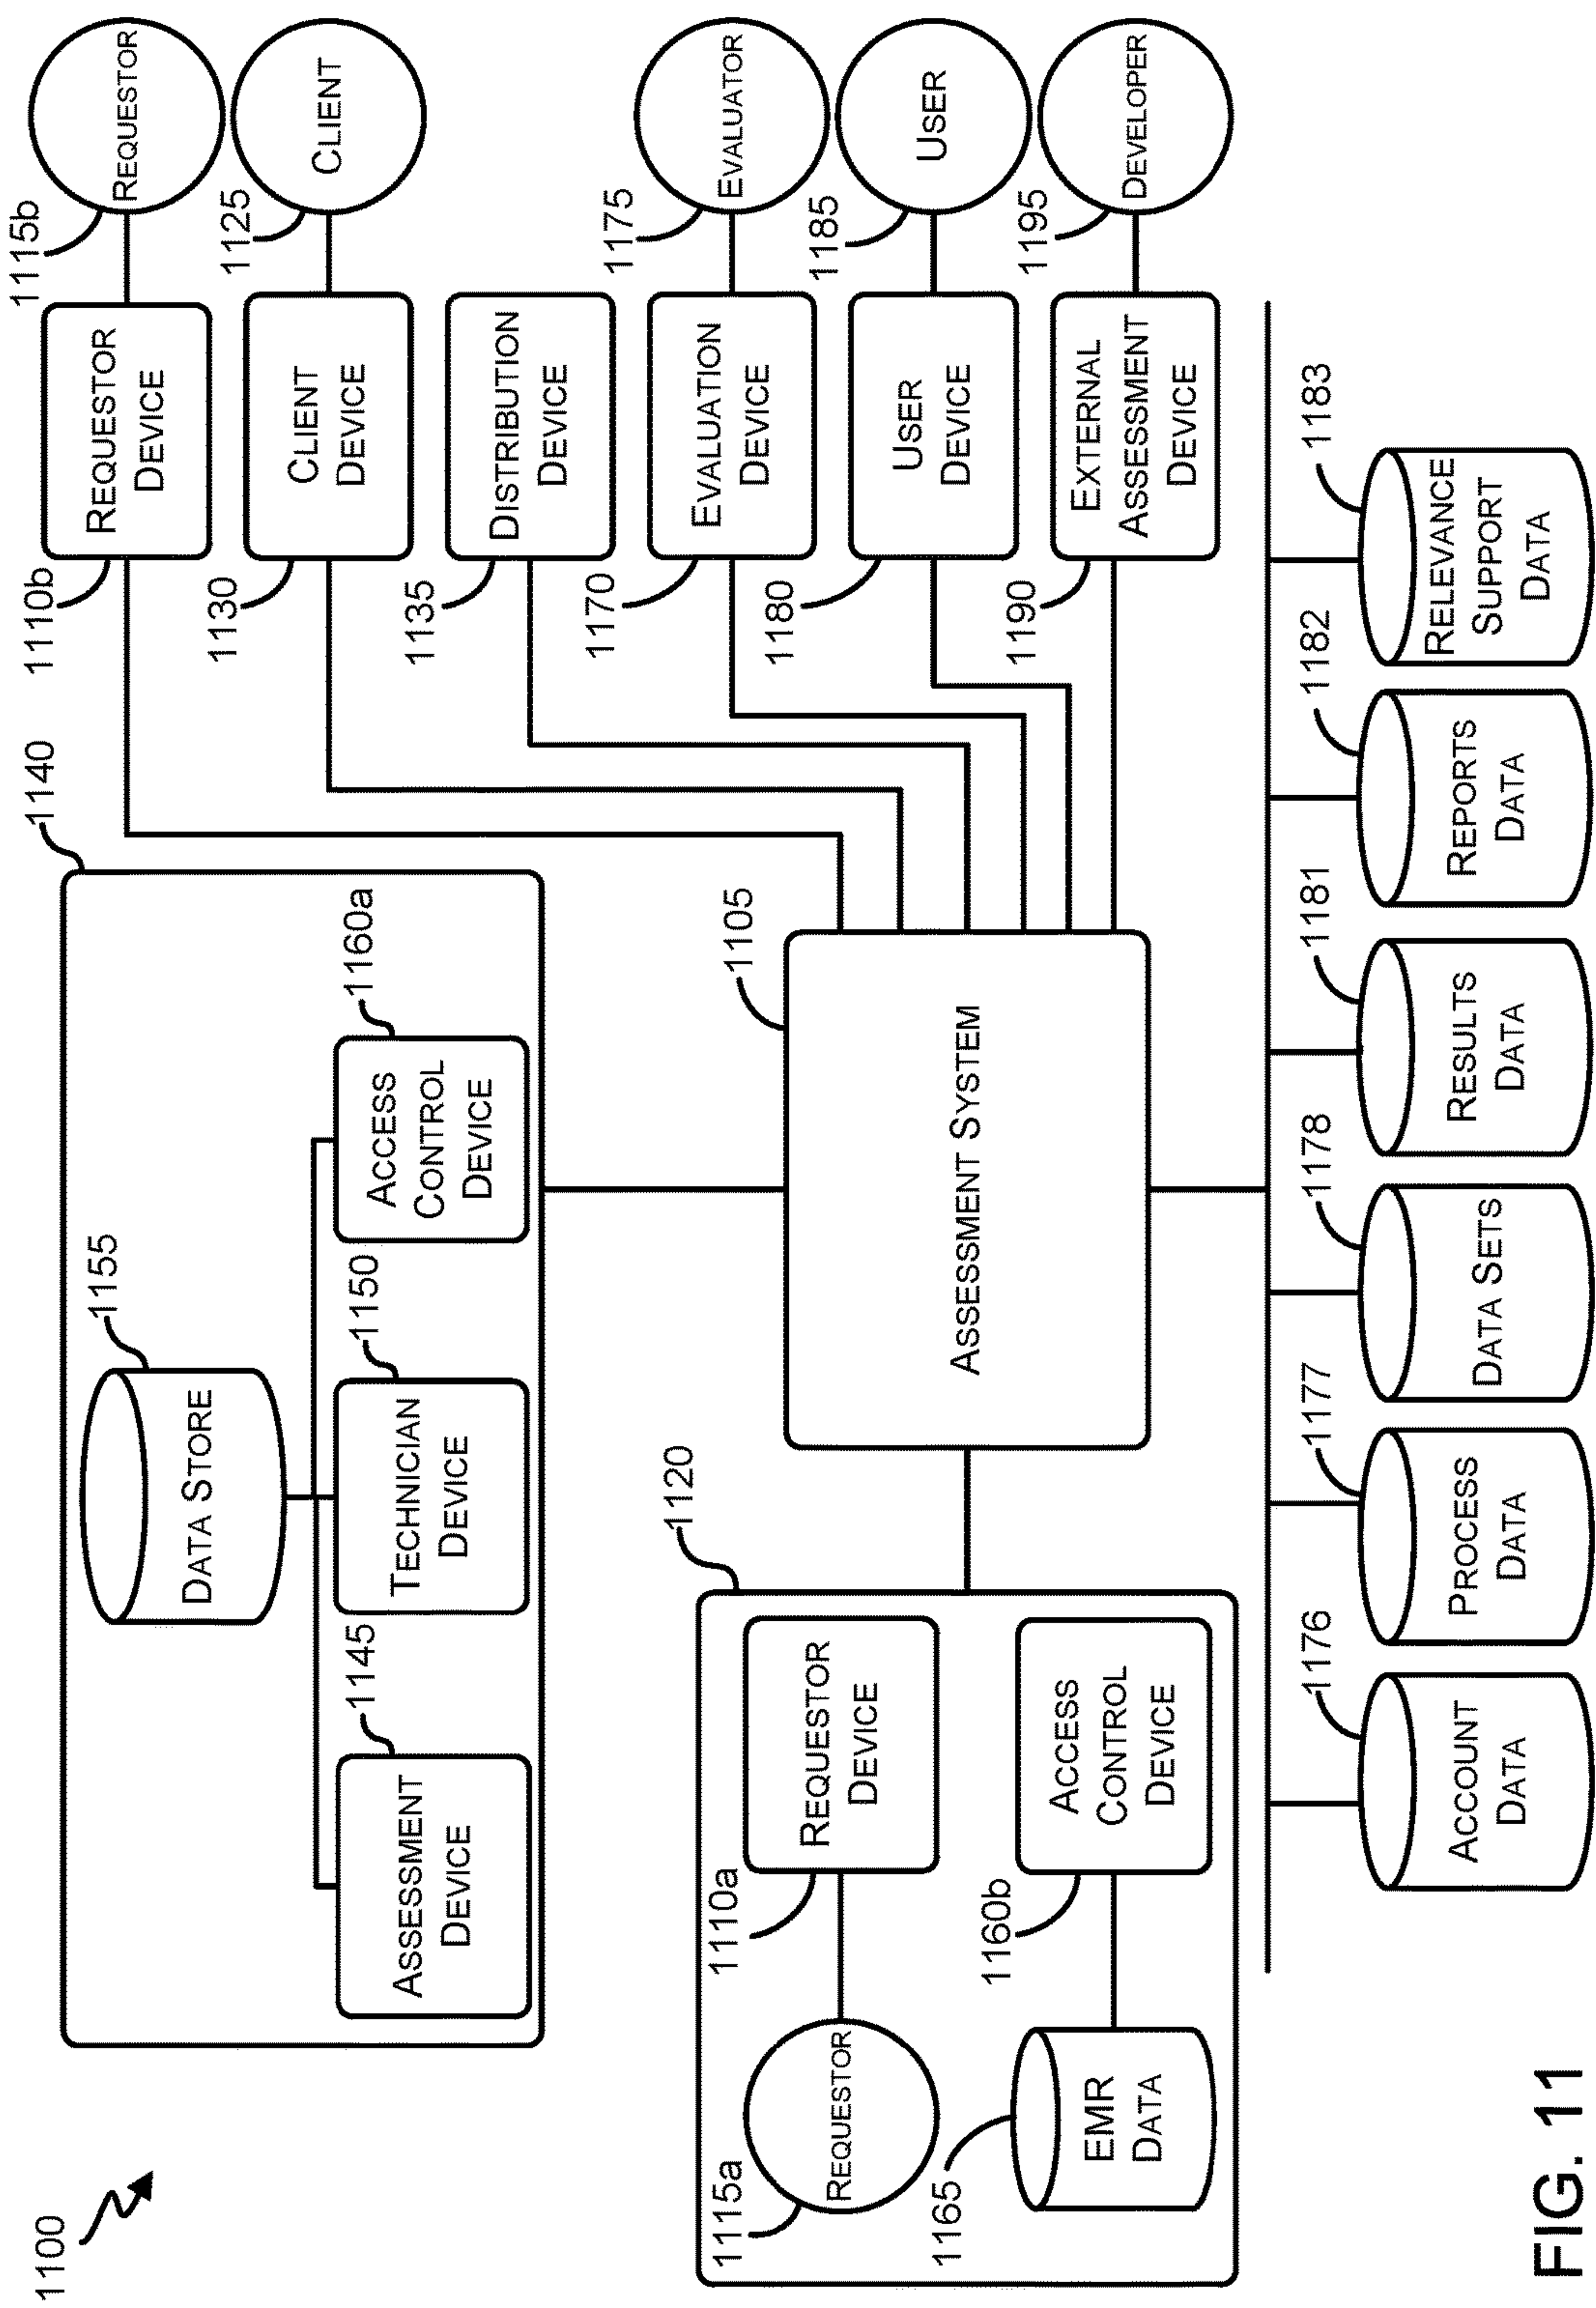 1100
1140
1155
DATA STORE
1145
ASSESSMENT
DEVICE
1150
TECHNICIAN
DEVICE
1160a
ACCESS
CONTROL
DEVICE
1110b
REQUESTOR
DEVICE
1115b
REQUESTOR
1130
CLIENT
DEVICE
1125
CLIENT
1135
DISTRIBUTION
DEVICE
1170
EVALUATION
DEVICE
1175
EVALUATOR
1180
USER
DEVICE
1185
USER
1190
EXTERNAL
ASSESSMENT
DEVICE
1195
DEVELOPER
1105
ASSESSMENT SYSTEM
1120
1115a
REQUESTOR
1110a
REQUESTOR
DEVICE
1165
EMR
DATA
1160b
ACCESS
CONTROL
DEVICE
1176
ACCOUNT
DATA
1177
PROCESS
DATA
1178
DATA SETS
1181
RESULTS
DATA
1182
REPORTS
DATA
1183
RELEVANCE
SUPPORT
DATA
FIG. 11